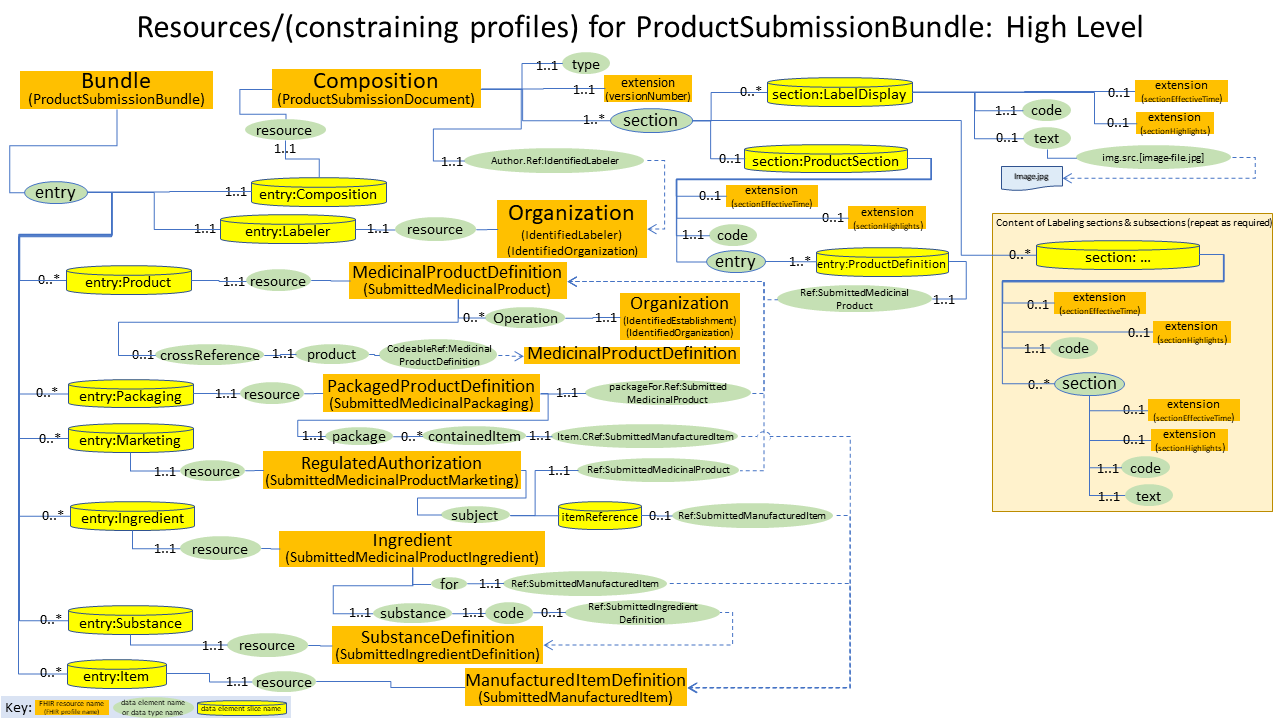 Resources/(constraining profiles) for ProductSubmissionBundle: High Level
Bundle
(ProductSubmissionBundle)
Composition
(ProductSubmissionDocument)
1..1
type
1..1
extension
(versionNumber)
1..*
section
1..1
Author.Ref:IdentifiedLabeler
resource
1..1
0..*
section:LabelDisplay
0..1
extension
(sectionEffectiveTime)
1..1
code
0..1
extension
(sectionHighlights)
0..1
text
img.src.[image-file.jpg]
Image.jpg
0..1
section:ProductSection
0..1
extension
(sectionEffectiveTime)
0..1
extension
(sectionHighlights)
1..1
code
entry
1..*
entry:ProductDefinition
Ref:SubmittedMedicinal
Product
1..1
entry
1..1
entry:Composition
1..1
entry:Labeler
1..1
resource
Organization
(IdentifiedLabeler)
(IdentifiedOrganization)
0..*
entry:Product
1..1
resource
MedicinalProductDefinition
(SubmittedMedicinalProduct)
0..*
Operation
1..1
Organization
(IdentifiedEstablishment)
(IdentifiedOrganization)
0..1
crossReference
1..1
product
CodeableRef:Medicinal
ProductDefinition
MedicinalProductDefinition
0..*
entry:Packaging
1..1
resource
PackagedProductDefinition
(SubmittedMedicinalPackaging)
1..1
packageFor.Ref:Submitted
MedicinalProduct
1..1
package
0..*
containedItem
1..1
Item.CRef:SubmittedManufacturedItem
0..*
entry:Marketing
1..1
resource
RegulatedAuthorization
(SubmittedMedicinalProductMarketing)
1..1
Ref:SubmittedMedicinalProduct
subject
itemReference
0..1
Ref:SubmittedManufacturedItem
0..*
entry:Ingredient
1..1
resource
Ingredient
(SubmittedMedicinalProductIngredient)
for
1..1
Ref:SubmittedManufacturedItem
1..1
substance
1..1
code
0..1
Ref:SubmittedIngredient
Definition
0..*
entry:Substance
1..1
resource
SubstanceDefinition
(SubmittedIngredientDefinition)
0..*
entry:Item
1..1
resource
ManufacturedItemDefinition
(SubmittedManufacturedItem)
Content of Labeling sections & subsections (repeat as required)
0..*
section: ...
0..1
extension
(sectionEffectiveTime)
0..1
extension
(sectionHighlights)
1..1
code
0..*
section
0..1
extension
(sectionEffectiveTime)
0..1
extension
(sectionHighlights)
1..1
code
1..1
text
Key:
FHIR resource name
(FHIR profile name)
data element name
or data type name
data element slice name